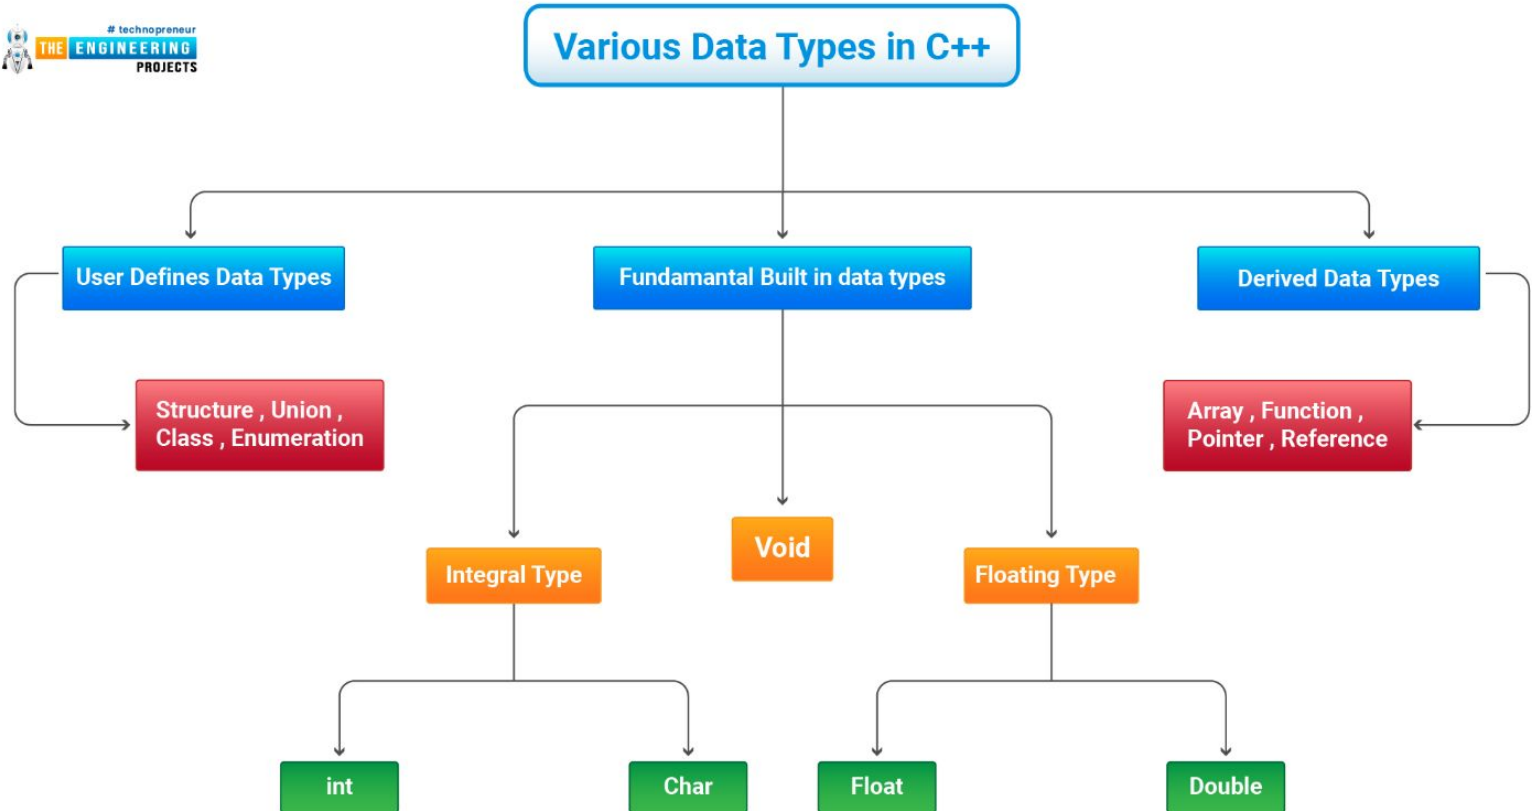 # technopreneur
THE ENGINEERING
PROJECTS
Various Data Types in C++
User Defines Data Types
Fundamantal Built in data types
Derived Data Types
Structure , Union ,
Class , Enumeration
Array , Function ,
Pointer , Reference
Integral Type
Void
Floating Type
int
Char
Float
Double